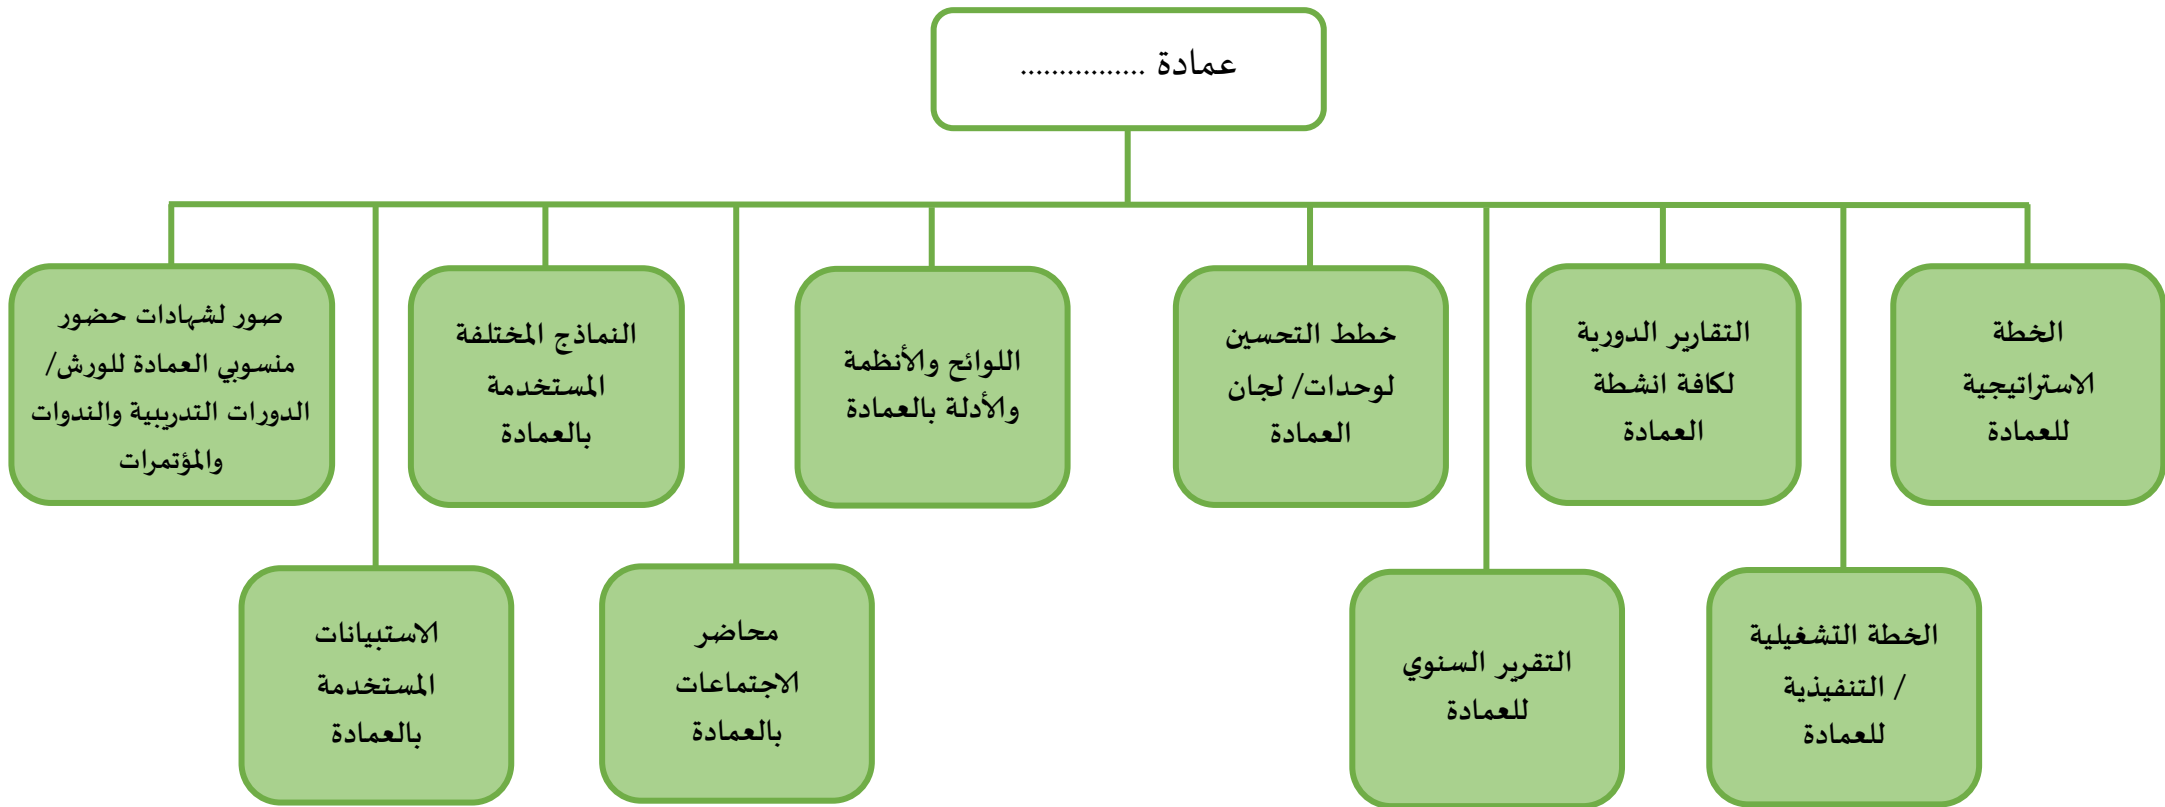 عمادة ................
الخطة
الاستراتيجية
للعمادة
التقارير الدورية
لكافة انشطة
العمادة
خطط التحسين
لوحدات/ لجان
العمادة
اللوائح والأنظمة
والأدلة بالعمادة
النماذج المختلفة
المستخدمة
بالعمادة
صور لشهادات حضور
منسوبي العمادة للورش/
الدورات التدريبية والندوات
والمؤتمرات
الخطة التشغيلية
/ التنفيذية
للعمادة
التقرير السنوي
للعمادة
محاضر
الاجتماعات
بالعمادة
الاستبيانات
المستخدمة
بالعمادة